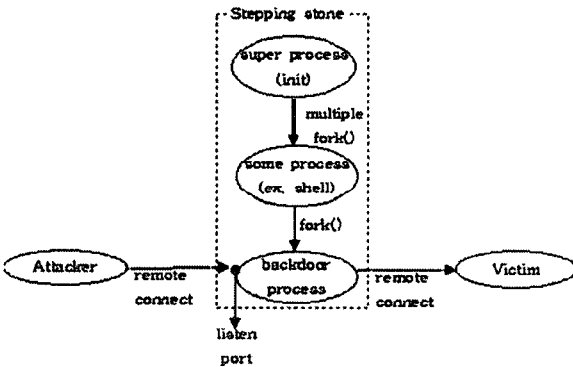 Stepping stone
super process
(init)
multiple
fork()
some process
(ex, shell)
fork()
Attacker
remote
connect
backdoor
process
remote
connect
Victim
listen
port